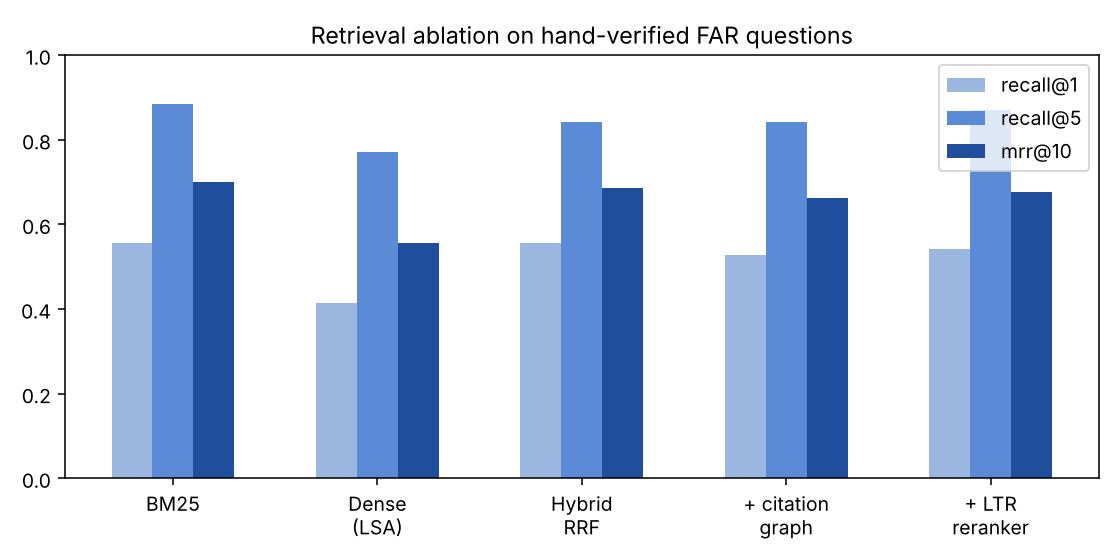 Retrieval ablation on hand-verified FAR questions
1.0
0.8
0.6
0.4
0.2
0.0
recall@1
recall@5
mrr@10
BM25
Dense
(LSA)
Hybrid
RRF
+ citation
graph
+ LTR
reranker